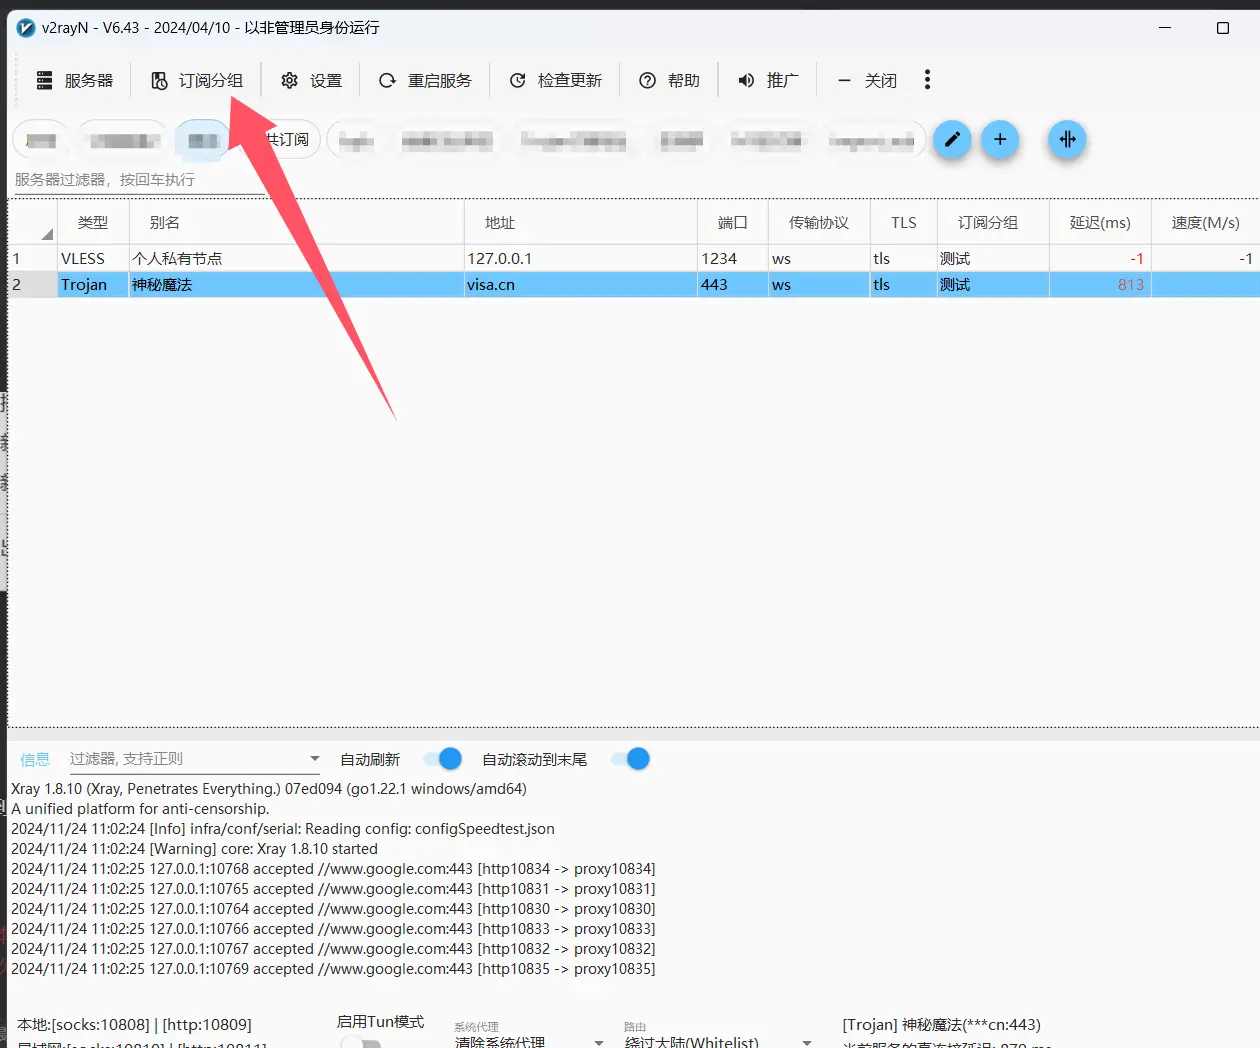 v2rayN - V6.43 - 2024/04/10 - 以非管理员身份运行
服务器 订阅分组 设置 重启服务 检查更新 帮助 推广 关闭
共订阅
服务器过滤器，按回车执行
类型 别名 地址 端口 传输协议 TLS 订阅分组 延迟(ms) 速度(M/s)
1 VLESS 个人私有节点 127.0.0.1 1234 ws tls 测试 -1 -1
2 Trojan 神秘魔法 visa.cn 443 ws tls 测试 813
信息 过滤器, 支持正则 自动刷新 自动滚动到末尾
Xray 1.8.10 (Xray, Penetrates Everything.) 07ed094 (go1.22.1 windows/amd64)
A unified platform for anti-censorship.
2024/11/24 11:02:24 [Info] infra/conf/serial: Reading config: configSpeedtest.json
2024/11/24 11:02:24 [Warning] core: Xray 1.8.10 started
2024/11/24 11:02:25 127.0.0.1:10768 accepted //www.google.com:443 [http10834 -> proxy10834]
2024/11/24 11:02:25 127.0.0.1:10765 accepted //www.google.com:443 [http10831 -> proxy10831]
2024/11/24 11:02:25 127.0.0.1:10764 accepted //www.google.com:443 [http10830 -> proxy10830]
2024/11/24 11:02:25 127.0.0.1:10766 accepted //www.google.com:443 [http10833 -> proxy10833]
2024/11/24 11:02:25 127.0.0.1:10767 accepted //www.google.com:443 [http10832 -> proxy10832]
2024/11/24 11:02:25 127.0.0.1:10769 accepted //www.google.com:443 [http10835 -> proxy10835]
本地:[socks:10808] | [http:10809] 启用Tun模式 系统代理 路由 [Trojan] 神秘魔法(***cn:443)
局域网:[socks:10810] | [http:10811] 清除系统代理 绕过大陆(Whitelist) 当前服务的真连接延迟: 879 ms